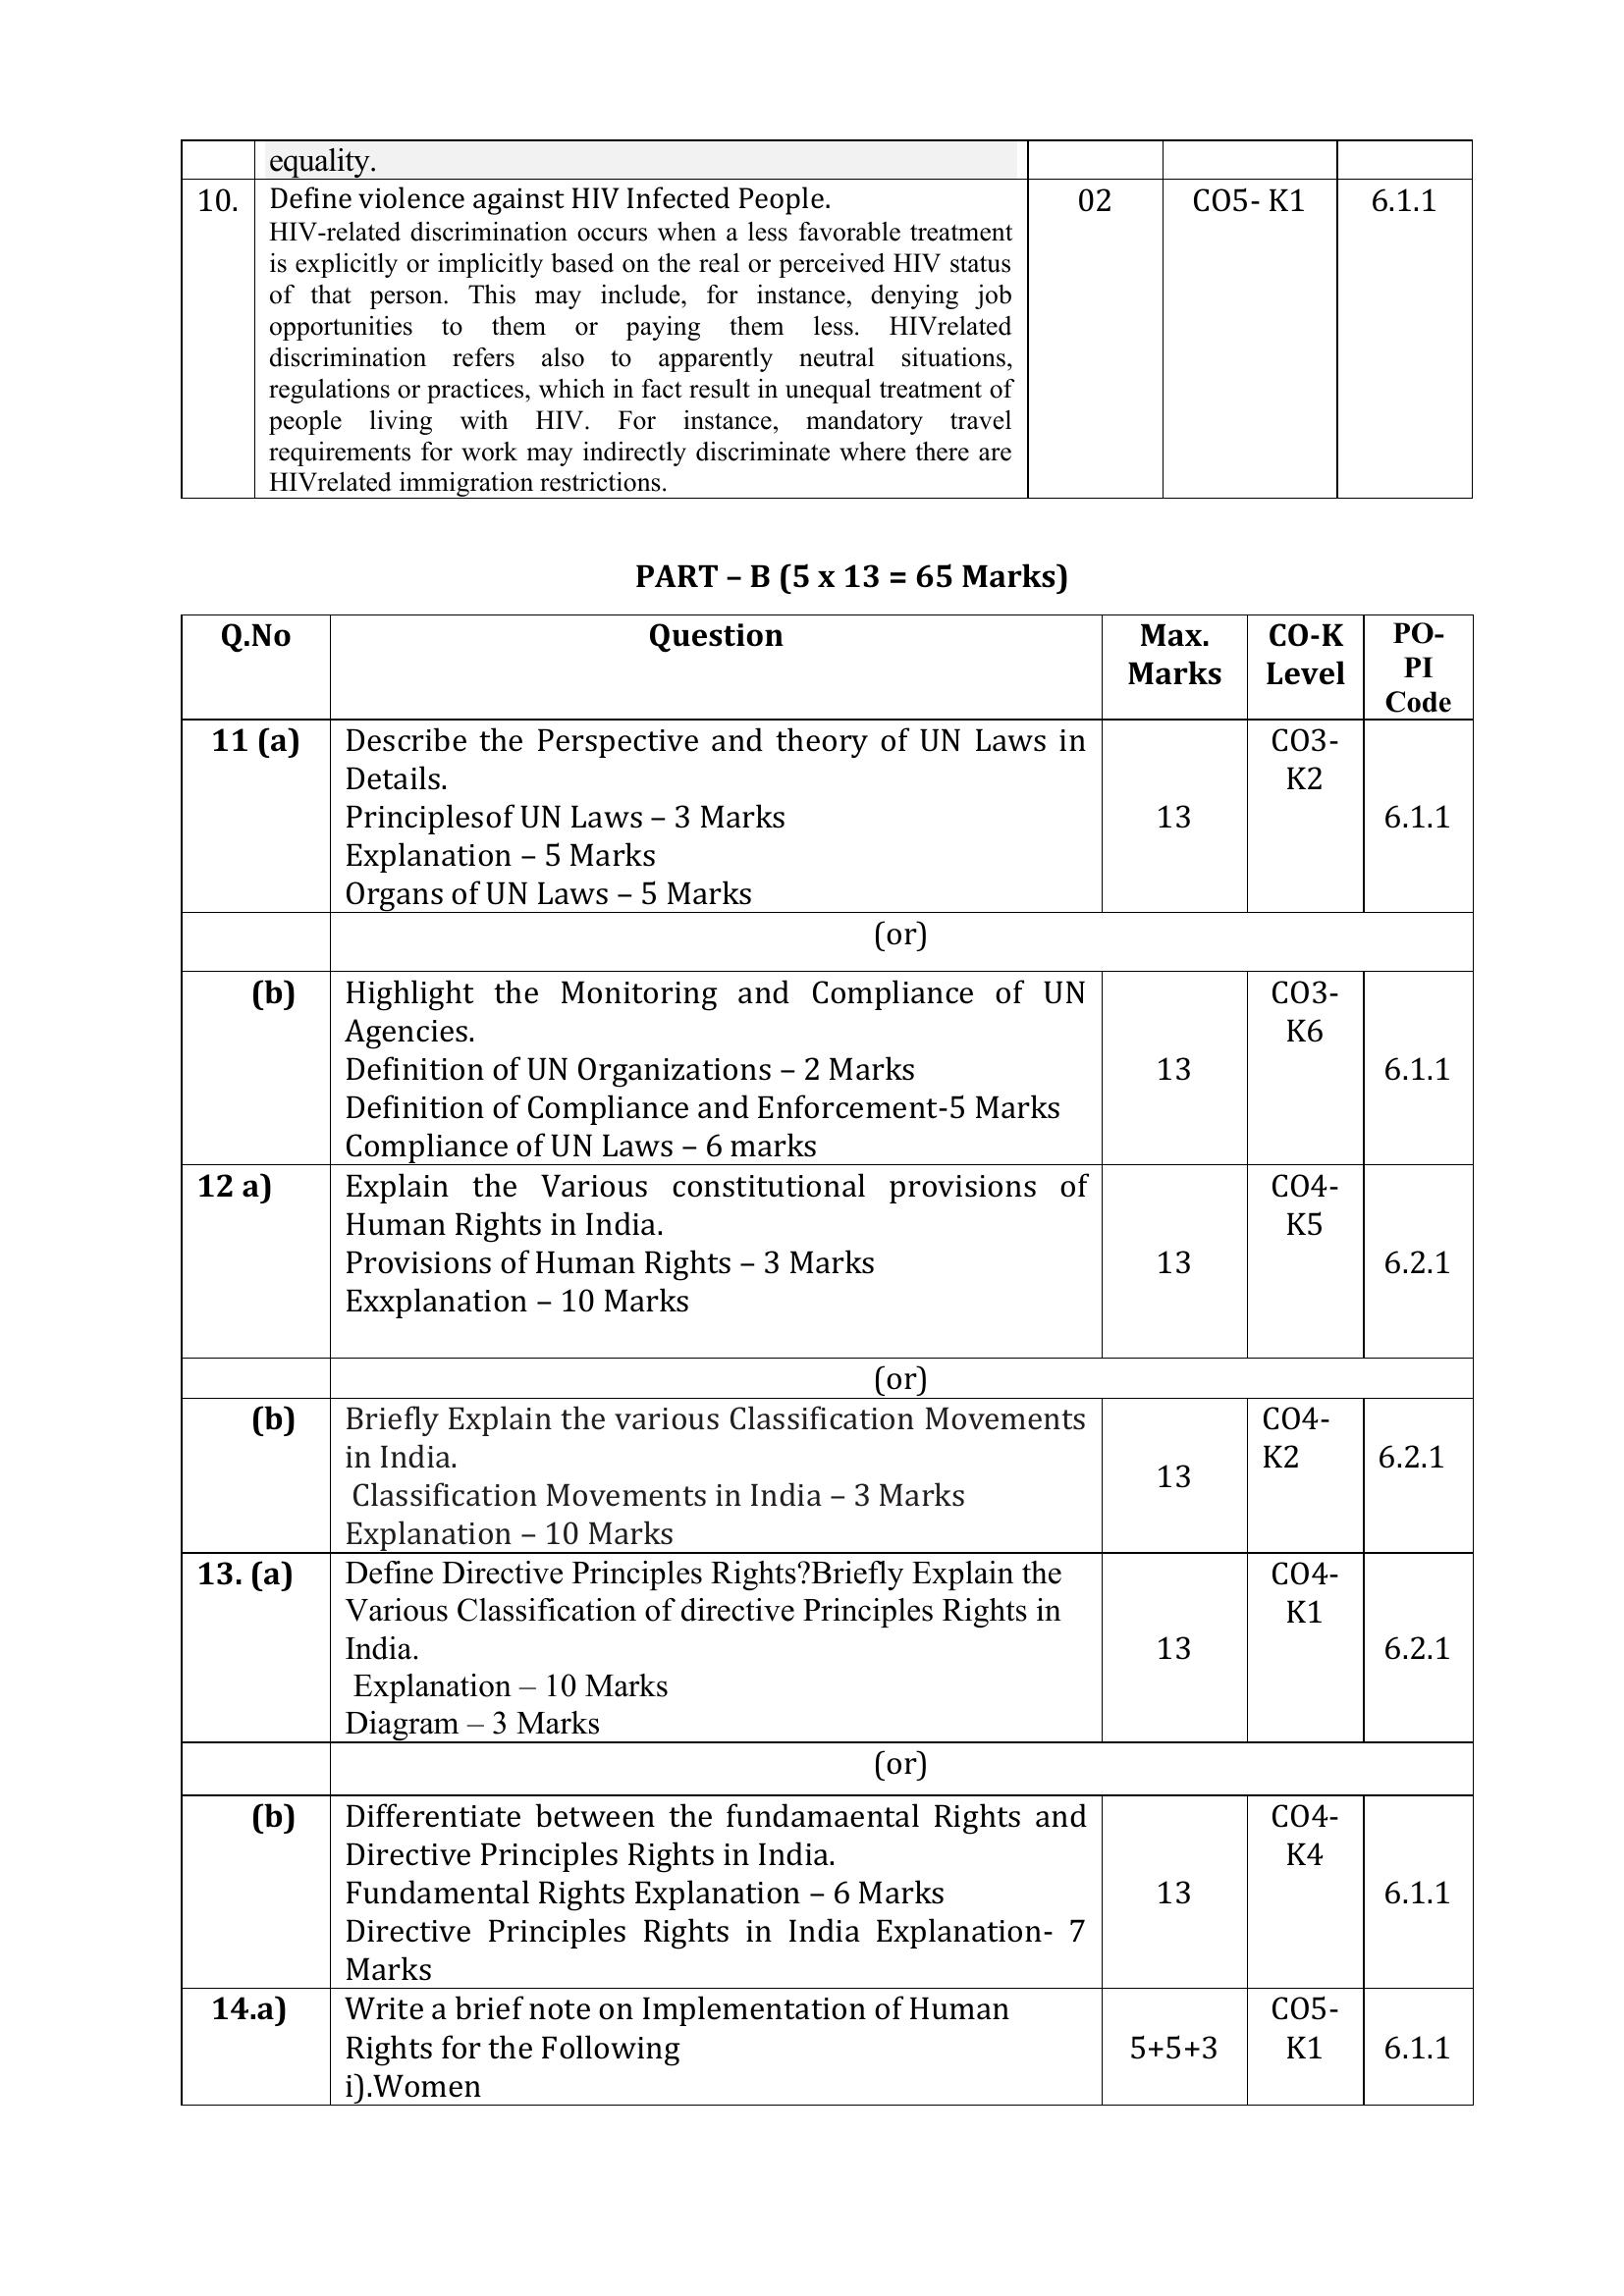 equality.
10. Define violence against HIV Infected People. 02 CO5- K1 6.1.1
HIV-related discrimination occurs when a less favorable treatment
is explicitly or implicitly based on the real or perceived HIV status
of that person. This may include, for instance, denying job
opportunities to them or paying them less. HIVrelated
discrimination refers also to apparently neutral situations,
regulations or practices, which in fact result in unequal treatment of
people living with HIV. For instance, mandatory travel
requirements for work may indirectly discriminate where there are
HIVrelated immigration restrictions.
PART – B (5 x 13 = 65 Marks)
Q.No Question Max. Marks CO-K Level PO-PI Code
11 (a) Describe the Perspective and theory of UN Laws in CO3-
Details. K2
Principlesof UN Laws – 3 Marks 13 6.1.1
Explanation – 5 Marks
Organs of UN Laws – 5 Marks
(or)
(b) Highlight the Monitoring and Compliance of UN CO3-
Agencies. K6
Definition of UN Organizations – 2 Marks 13 6.1.1
Definition of Compliance and Enforcement-5 Marks
Compliance of UN Laws – 6 marks
12 a) Explain the Various constitutional provisions of CO4-
Human Rights in India. K5
Provisions of Human Rights – 3 Marks 13 6.2.1
Exxplanation – 10 Marks
(or)
(b) Briefly Explain the various Classification Movements CO4-
in India. K2 6.2.1
Classification Movements in India – 3 Marks 13
Explanation – 10 Marks
13. (a) Define Directive Principles Rights?Briefly Explain the CO4-
Various Classification of directive Principles Rights in K1
India. 13 6.2.1
Explanation – 10 Marks
Diagram – 3 Marks
(or)
(b) Differentiate between the fundamaental Rights and CO4-
Directive Principles Rights in India. K4
Fundamental Rights Explanation – 6 Marks 13 6.1.1
Directive Principles Rights in India Explanation- 7
Marks
14.a) Write a brief note on Implementation of Human CO5-
Rights for the Following 5+5+3 K1 6.1.1
i).Women